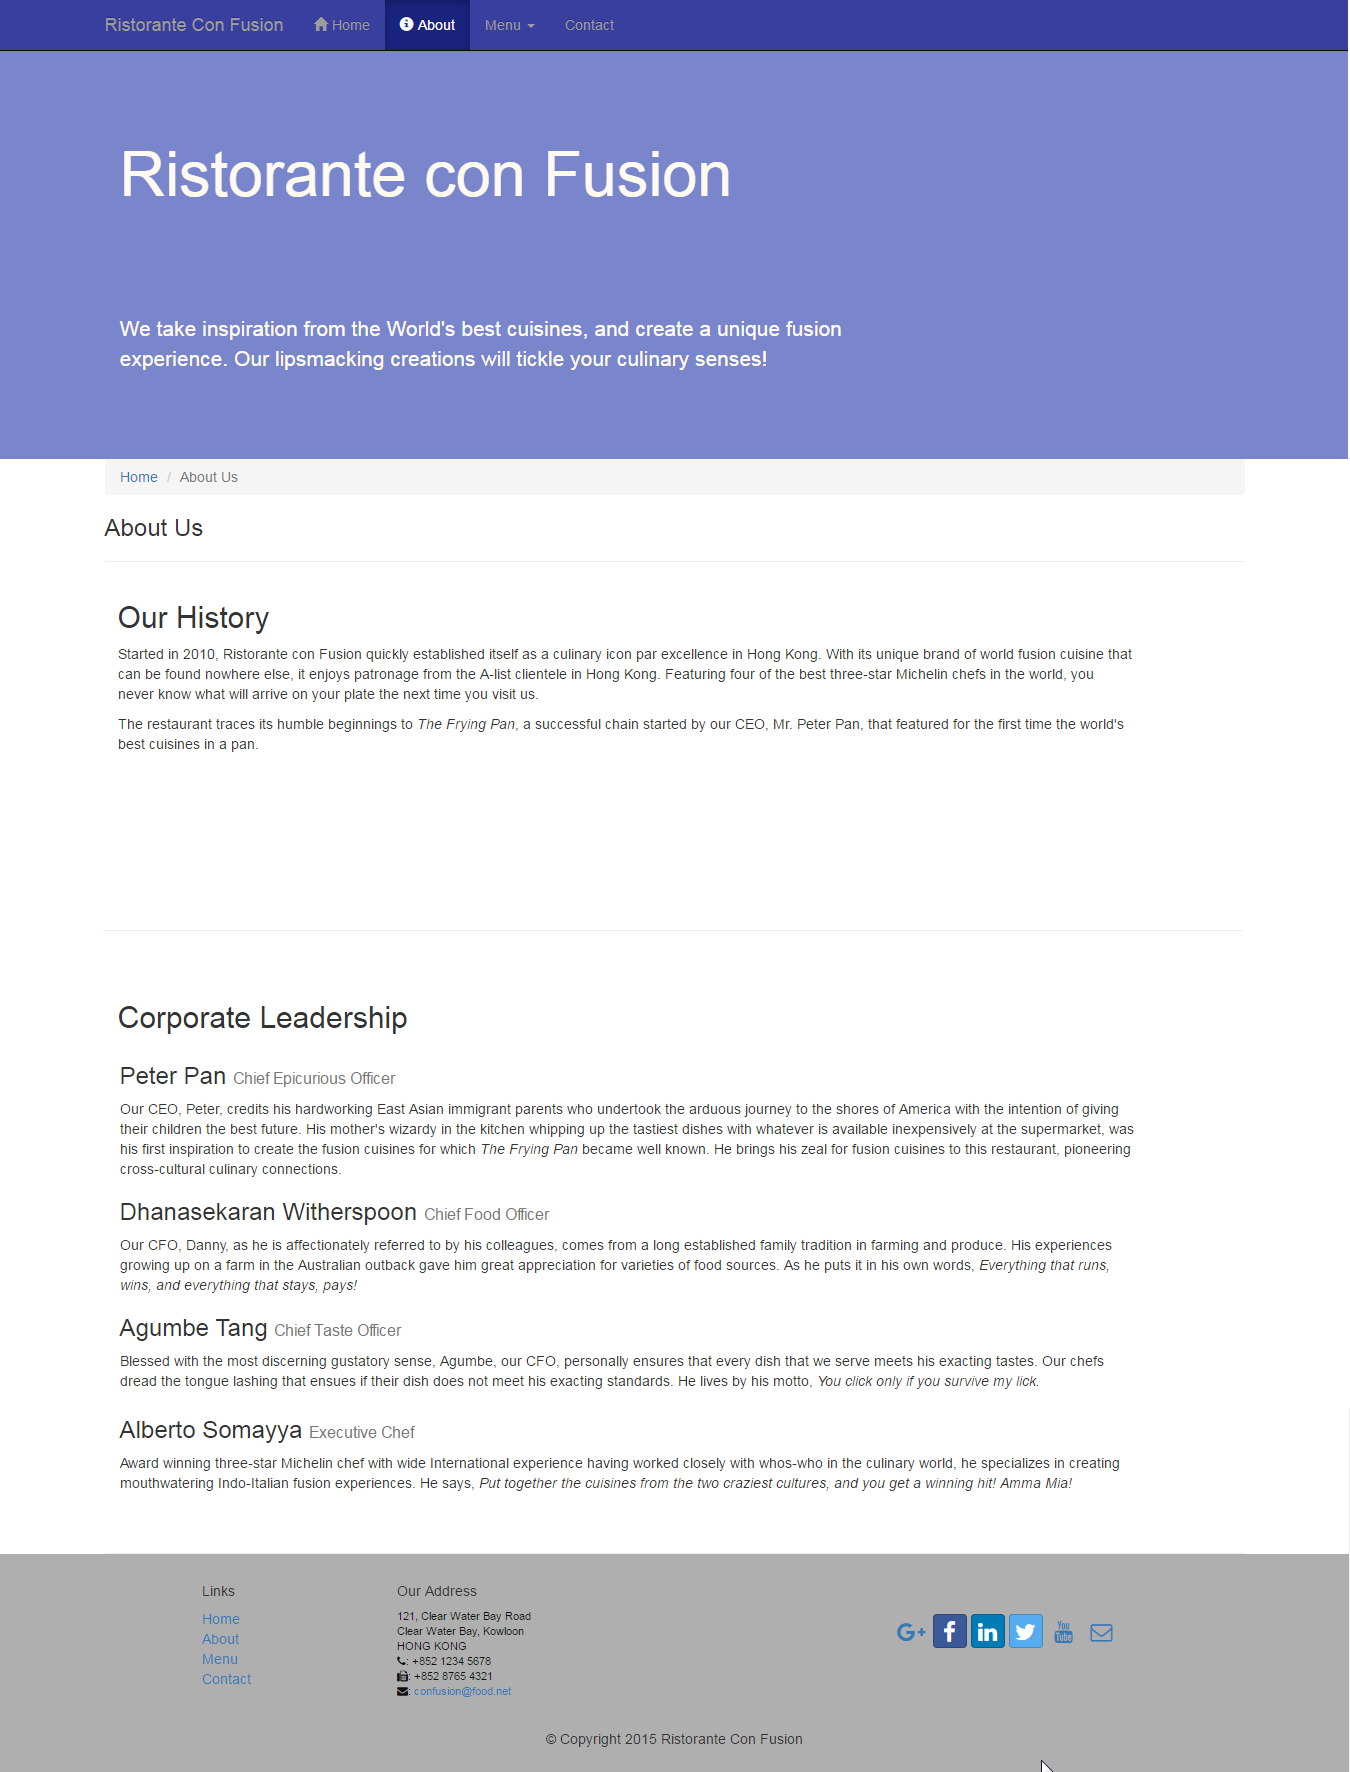 Ristorante Con Fusion Home About Menu Contact
Ristorante con Fusion
We take inspiration from the World's best cuisines, and create a unique fusion
experience. Our lipsmacking creations will tickle your culinary senses!
Home / About Us
About Us
Our History
Started in 2010, Ristorante con Fusion quickly established itself as a culinary icon par excellence in Hong Kong. With its unique brand of world fusion cuisine that
can be found nowhere else, it enjoys patronage from the A-list clientele in Hong Kong. Featuring four of the best three-star Michelin chefs in the world, you
never know what will arrive on your plate the next time you visit us.
The restaurant traces its humble beginnings to The Frying Pan, a successful chain started by our CEO, Mr. Peter Pan, that featured for the first time the world's
best cuisines in a pan.
Corporate Leadership
Peter Pan Chief Epicurious Officer
Our CEO, Peter, credits his hardworking East Asian immigrant parents who undertook the arduous journey to the shores of America with the intention of giving
their children the best future. His mother's wizardy in the kitchen whipping up the tastiest dishes with whatever is available inexpensively at the supermarket, was
his first inspiration to create the fusion cuisines for which The Frying Pan became well known. He brings his zeal for fusion cuisines to this restaurant, pioneering
cross-cultural culinary connections.
Dhanasekaran Witherspoon Chief Food Officer
Our CFO, Danny, as he is affectionately referred to by his colleagues, comes from a long established family tradition in farming and produce. His experiences
growing up on a farm in the Australian outback gave him great appreciation for varieties of food sources. As he puts it in his own words, Everything that runs,
wins, and everything that stays, pays!
Agumbe Tang Chief Taste Officer
Blessed with the most discerning gustatory sense, Agumbe, our CFO, personally ensures that every dish that we serve meets his exacting tastes. Our chefs
dread the tongue lashing that ensues if their dish does not meet his exacting standards. He lives by his motto, You click only if you survive my lick.
Alberto Somayya Executive Chef
Award winning three-star Michelin chef with wide International experience having worked closely with whos-who in the culinary world, he specializes in creating
mouthwatering Indo-Italian fusion experiences. He says, Put together the cuisines from the two craziest cultures, and you get a winning hit! Amma Mia!
Links
Home
About
Menu
Contact
Our Address
121, Clear Water Bay Road
Clear Water Bay, Kowloon
HONG KONG
: +852 1234 5678
: +852 8765 4321
: confusion@food.net
G+ f in You Tube
© Copyright 2015 Ristorante Con Fusion